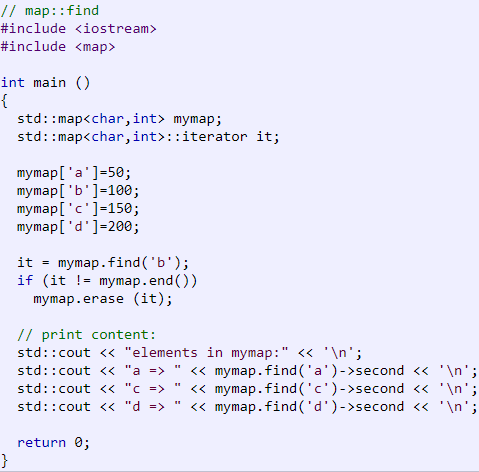 // map::find
#include <iostream>
#include <map>

int main ()
{
  std::map<char,int> mymap;
  std::map<char,int>::iterator it;

  mymap['a']=50;
  mymap['b']=100;
  mymap['c']=150;
  mymap['d']=200;

  it = mymap.find('b');
  if (it != mymap.end())
    mymap.erase (it);

  // print content:
  std::cout << "elements in mymap:" << '\n';
  std::cout << "a => " << mymap.find('a')->second << '\n';
  std::cout << "c => " << mymap.find('c')->second << '\n';
  std::cout << "d => " << mymap.find('d')->second << '\n';

  return 0;
}